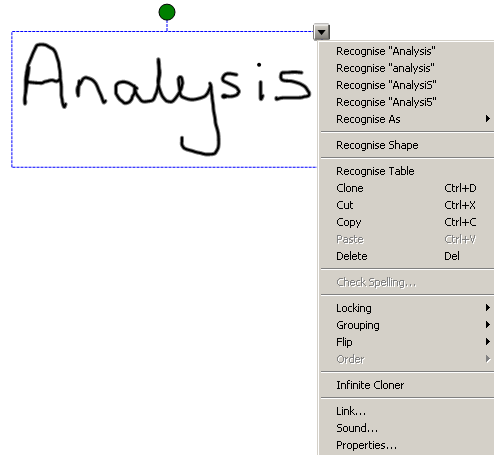 Analysis
Recognise "Analysis"
Recognise "analysis"
Recognise "AnalysiS"
Recognise "Analysi5"
Recognise As
Recognise Shape
Recognise Table
Clone Ctrl+D
Cut Ctrl+X
Copy Ctrl+C
Paste Ctrl+V
Delete Del
Check Spelling...
Locking
Grouping
Flip
Order
Infinite Cloner
Link...
Sound...
Properties...